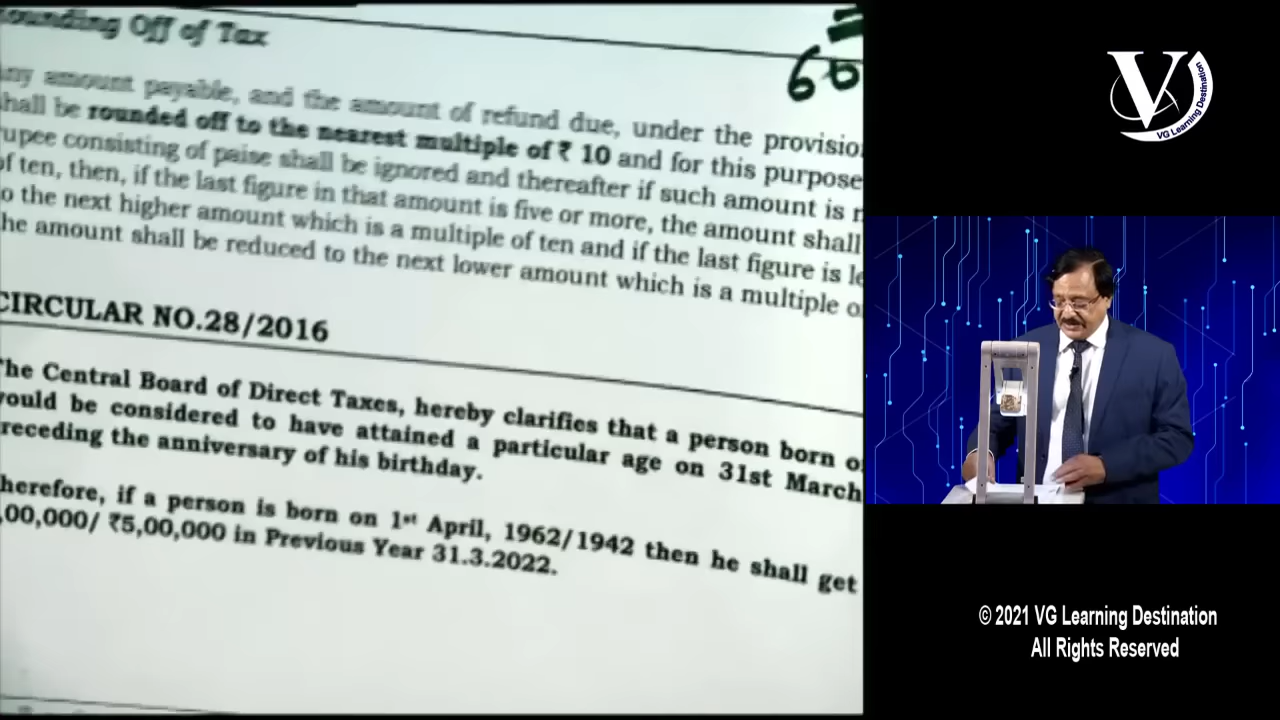 ounding Off of Tax
60
ny amount payable, and the amount of refund due, under the provisio
hall be rounded off to the nearest multiple of ₹ 10 and for this purpose
rupee consisting of paise shall be ignored and thereafter if such amount is
of ten, then, if the last figure in that amount is five or more, the amount shall
o the next higher amount which is a multiple of ten and if the last figure is le
he amount shall be reduced to the next lower amount which is a multiple o
CIRCULAR NO.28/2016
The Central Board of Direct Taxes, hereby clarifies that a person born o
would be considered to have attained a particular age on 31st March
receding the anniversary of his birthday.
herefore, if a person is born on 1st April, 1962/1942 then he shall get
,00,000/ ₹5,00,000 in Previous Year 31.3.2022.
V
VG Learning Destination
© 2021 VG Learning Destination
All Rights Reserved